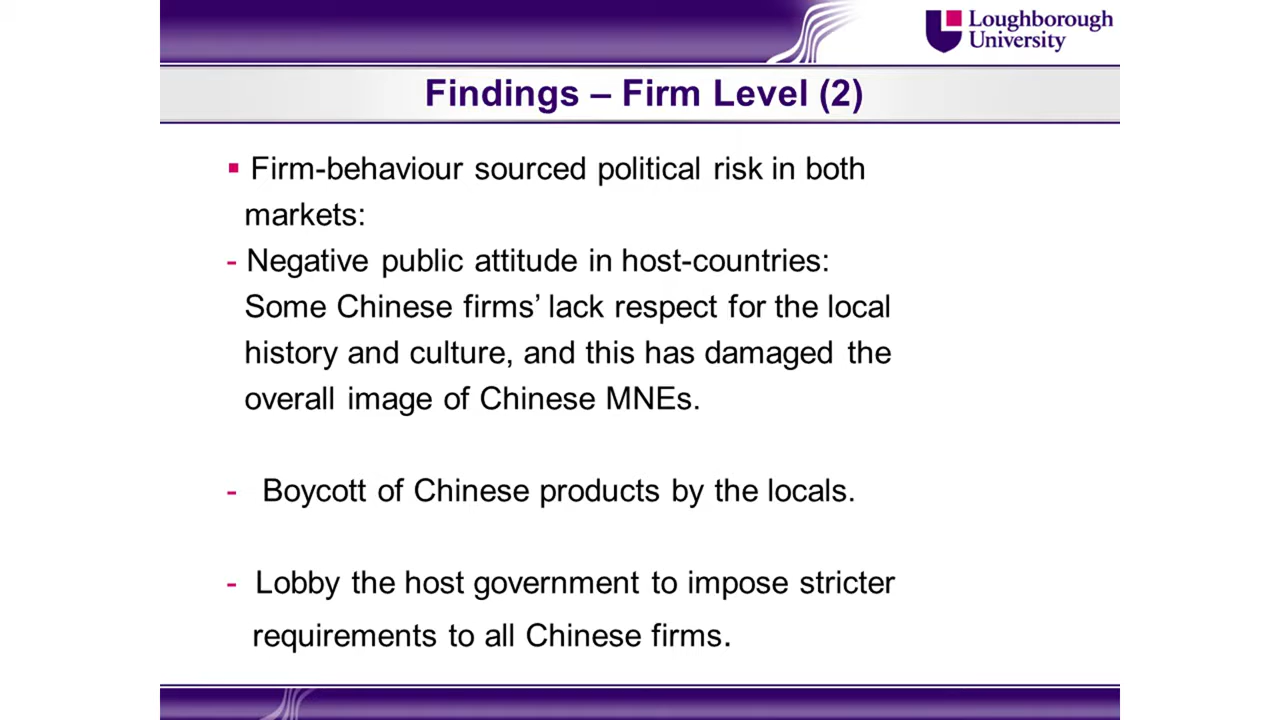 Loughborough
University
Findings – Firm Level (2)
▪ Firm-behaviour sourced political risk in both
markets:
- Negative public attitude in host-countries:
Some Chinese firms’ lack respect for the local
history and culture, and this has damaged the
overall image of Chinese MNEs.
- Boycott of Chinese products by the locals.
- Lobby the host government to impose stricter
requirements to all Chinese firms.